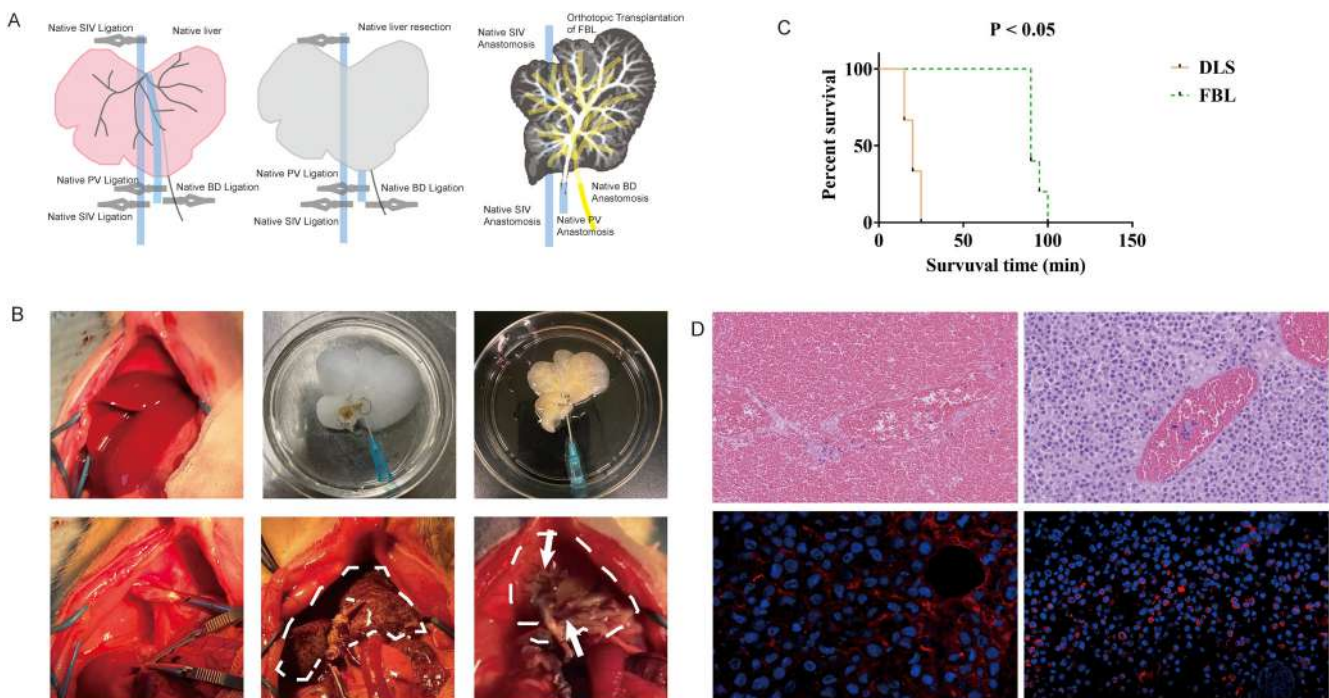 A
Native SIV Ligation
Native liver
Native PV Ligation
Native BD Ligation
Native SIV Ligation
Native liver resection
Native PV Ligation
Native BD Ligation
Native SIV Ligation
Orthotopic Transplantation
of FBL
Native SIV
Anastomosis
Native BD
Anastomosis
Native SIV
Anastomosis
Native PV
Anastomosis
C
P < 0.05
Percent survival
100
50
0
0
50
100
150
Survuval time (min)
DLS
FBL
B
D